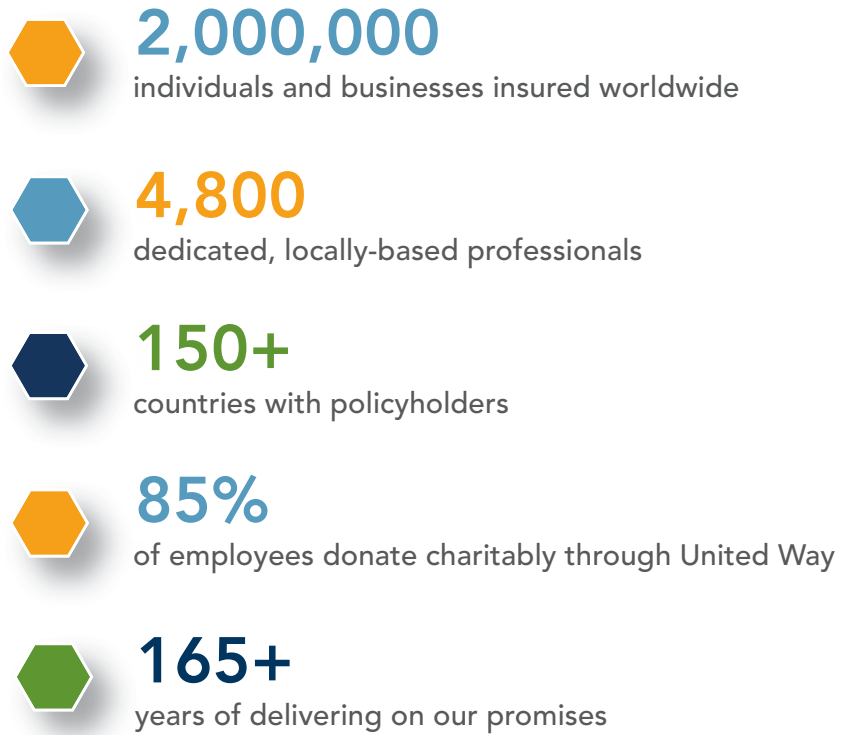 2,000,000
individuals and businesses insured worldwide
4,800
dedicated, locally-based professionals
150+
countries with policyholders
85%
of employees donate charitably through United Way
165+
years of delivering on our promises